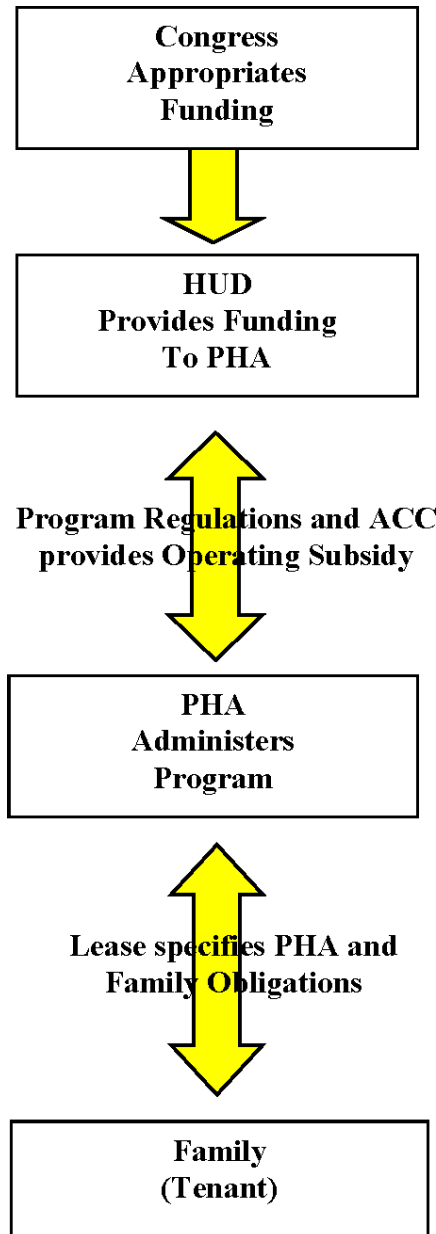 Congress
Appropriates
Funding
HUD
Provides Funding
To PHA
Program Regulations and ACC
provides Operating Subsidy
PHA
Administers
Program
Lease specifies PHA and
Family Obligations
Family
(Tenant)